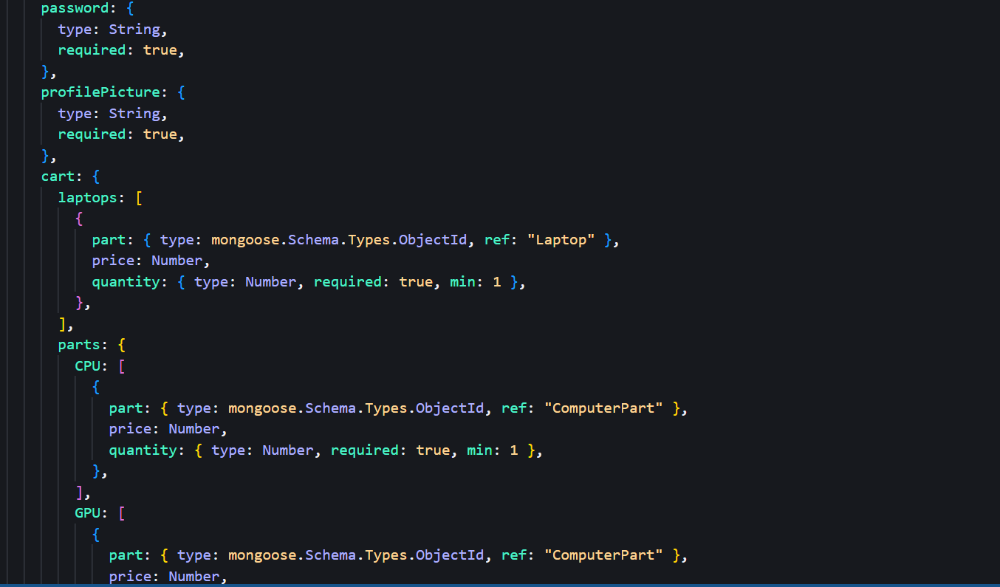 password: {
type: String,
required: true,
},
profilePicture: {
type: String,
required: true,
},
cart: {
laptops: [
{
part: { type: mongoose.Schema.Types.ObjectId, ref: "Laptop" },
price: Number,
quantity: { type: Number, required: true, min: 1 },
},
],
parts: {
CPU: [
{
part: { type: mongoose.Schema.Types.ObjectId, ref: "ComputerPart" },
price: Number,
quantity: { type: Number, required: true, min: 1 },
},
],
GPU: [
{
part: { type: mongoose.Schema.Types.ObjectId, ref: "ComputerPart" },
price: Number,